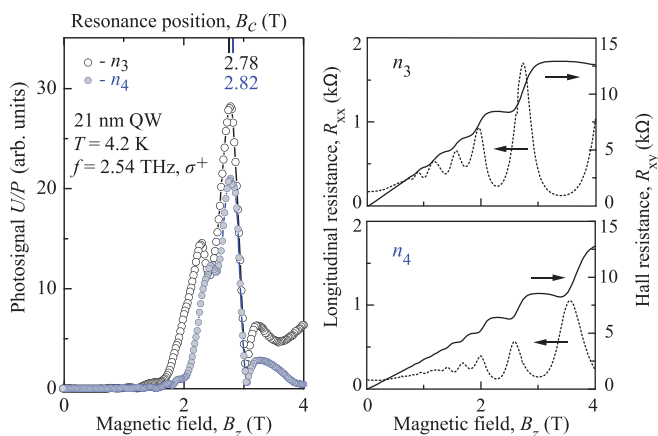 Resonance position, B_C (T)
2.78
2.82
- n3
- n4
21 nm QW
T = 4.2 K
f = 2.54 THz, σ+
Photosignal U/P (arb. units)
30
20
10
0
0 2 4
Magnetic field, B_z (T)
n3
2
1
0
15
10
5
0
n4
2
1
0
15
10
5
0
0 1 2 3 4
Longitudinal resistance, R_xx (kΩ)
Hall resistance, R_xy (kΩ)
Magnetic field, B_z (T)